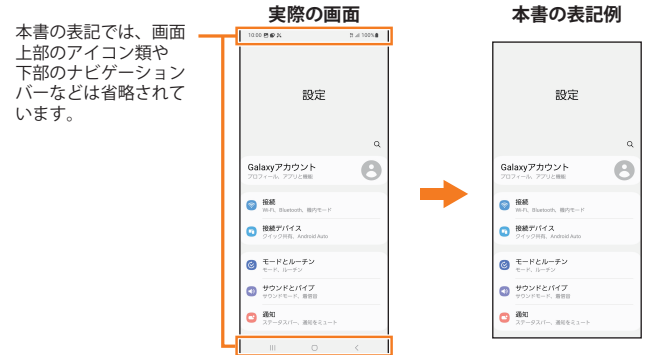 実際の画面
本書の表記例
本書の表記では、画面
上部のアイコン類や
下部のナビゲーション
バーなどは省略されて
います。
10:00
100%
設定
Galaxyアカウント
プロフィール、アプリと機能
接続
Wi-Fi、Bluetooth、機内モード
接続デバイス
クイック共有、Android Auto
モードとルーチン
モード、ルーチン
サウンドとバイブ
サウンドモード、着信音
通知
ステータスバー、通知をミュート
設定
Galaxyアカウント
プロフィール、アプリと機能
接続
Wi-Fi、Bluetooth、機内モード
接続デバイス
クイック共有、Android Auto
モードとルーチン
モード、ルーチン
サウンドとバイブ
サウンドモード、着信音
通知
ステータスバー、通知をミュート